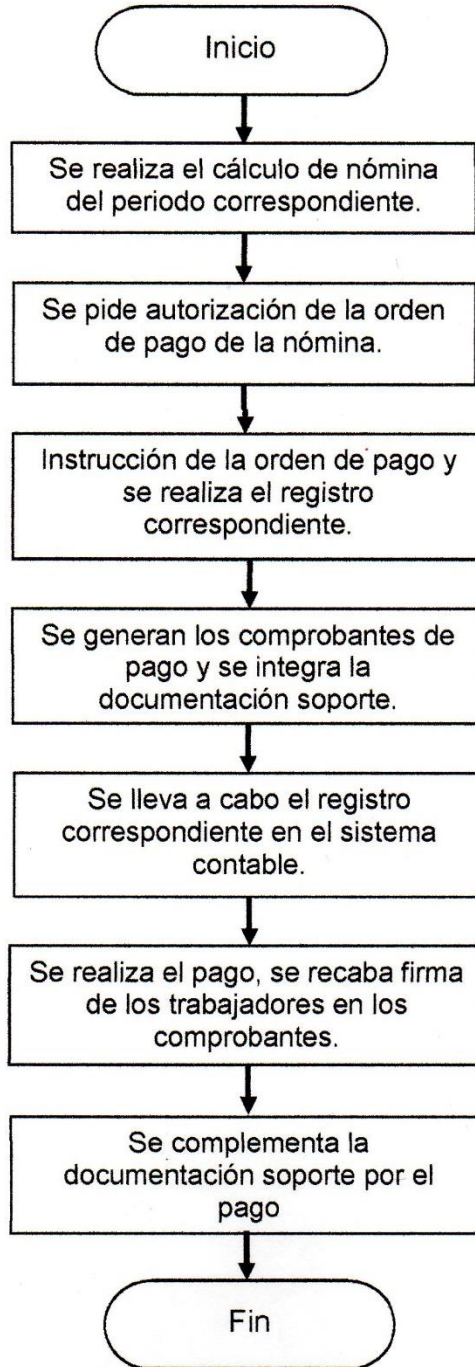 Inicio
Se realiza el cálculo de nómina
del periodo correspondiente.
Se pide autorización de la orden
de pago de la nómina.
Instrucción de la orden de pago y
se realiza el registro
correspondiente.
Se generan los comprobantes de
pago y se integra la
documentación soporte.
Se lleva a cabo el registro
correspondiente en el sistema
contable.
Se realiza el pago, se recaba firma
de los trabajadores en los
comprobantes.
Se complementa la
documentación soporte por el
pago
Fin